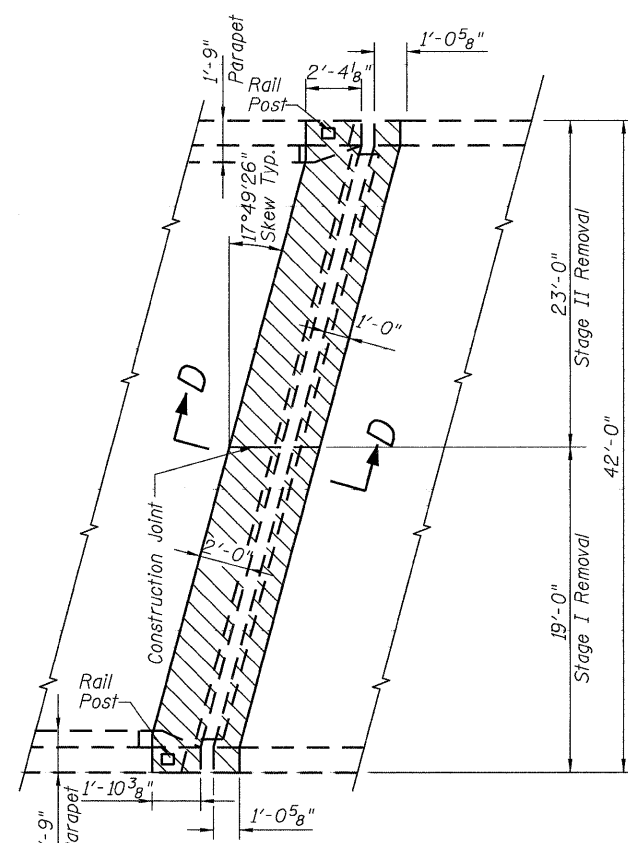 1'-0⅝"
2'-4⅛"
1'-9"
Parapet
Rail
Post
17°49'26"
Skew Typ.
1'-0"
23'-0"
Stage II Removal
42'-0"
D
D
Construction Joint
2'-0"
19'-0"
Stage I Removal
Rail
Post
1'-10⅜"
1'-0⅝"
'-9"
arapet